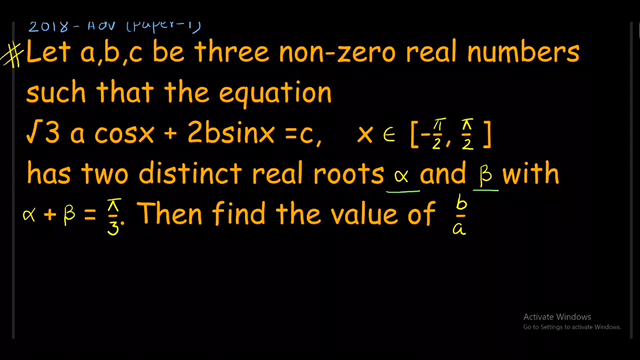 2018 - Adv (Paper-1)
# Let a,b,c be three non-zero real numbers
such that the equation
√3 a cosx + 2bsinx =c, x ∈ [-π/2, π/2]
has two distinct real roots α and β with
α + β = π/3. Then find the value of b/a
Activate Windows
Go to Settings to activate Windows.